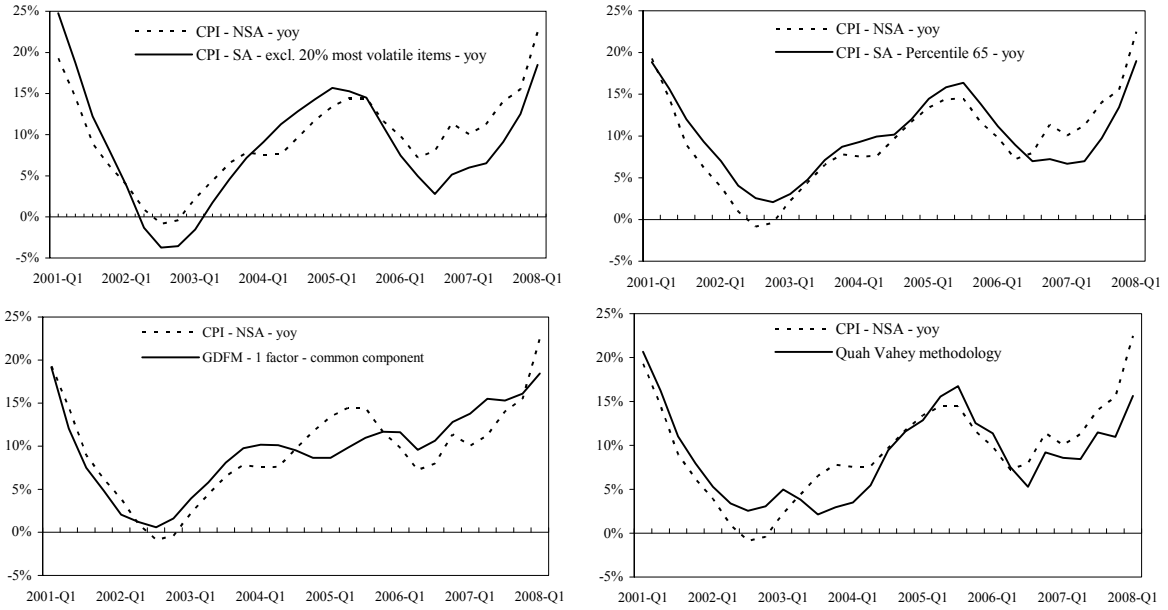 25%
20%
15%
10%
5%
0%
-5%
CPI - NSA - yoy
CPI - SA - excl. 20% most volatile items - yoy
2001-Q1 2002-Q1 2003-Q1 2004-Q1 2005-Q1 2006-Q1 2007-Q1 2008-Q1
25%
20%
15%
10%
5%
0%
-5%
CPI - NSA - yoy
CPI - SA - Percentile 65 - yoy
2001-Q1 2002-Q1 2003-Q1 2004-Q1 2005-Q1 2006-Q1 2007-Q1 2008-Q1
25%
20%
15%
10%
5%
0%
-5%
CPI - NSA - yoy
GDFM - 1 factor - common component
2001-Q1 2002-Q1 2003-Q1 2004-Q1 2005-Q1 2006-Q1 2007-Q1 2008-Q1
25%
20%
15%
10%
5%
0%
-5%
CPI - NSA - yoy
Quah Vahey methodology
2001-Q1 2002-Q1 2003-Q1 2004-Q1 2005-Q1 2006-Q1 2007-Q1 2008-Q1